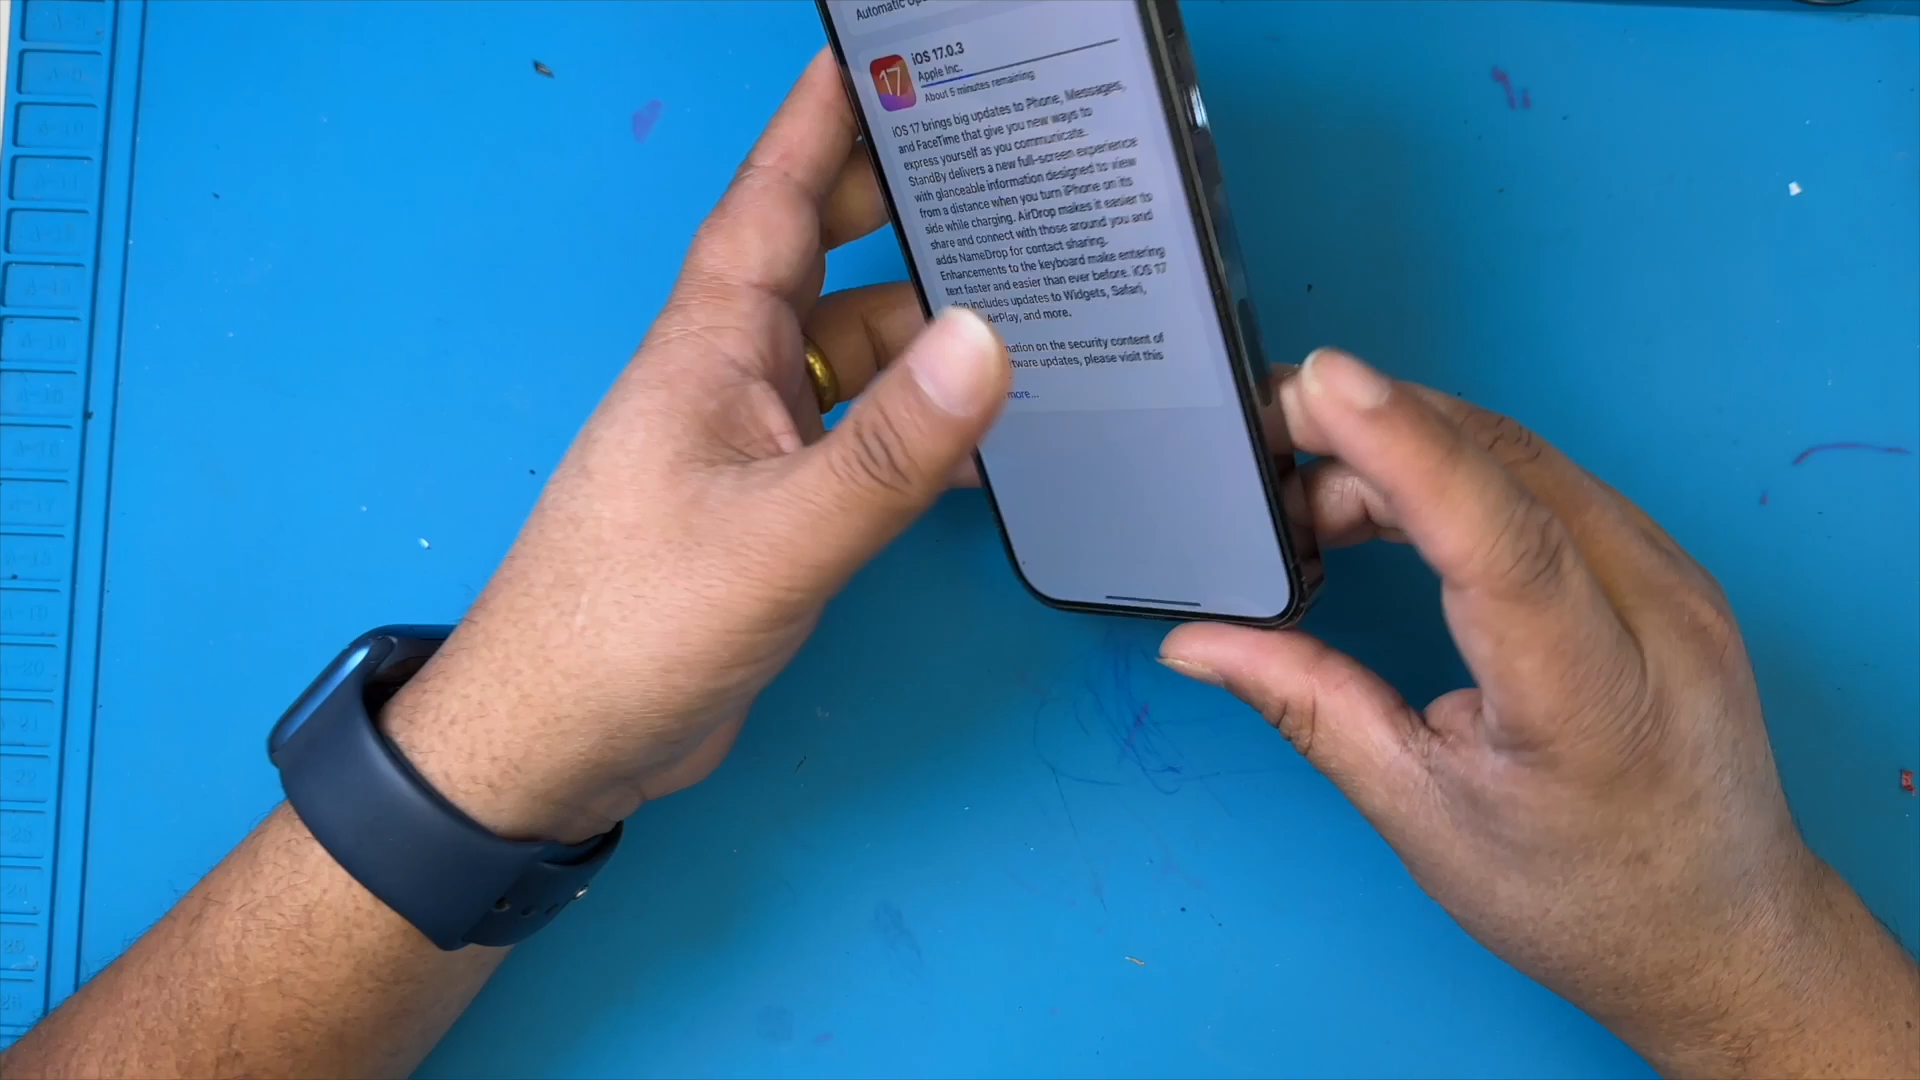 Automatic
iOS 17.0.3
17
Apple Inc.
About 5 minutes remaining
iOS 17 brings big updates to Phone, Messages,
and FaceTime that give you new ways to
express yourself as you communicate.
StandBy delivers a new full-screen experience
with glanceable information designed to view
from a distance when you turn iPhone on its
side while charging. AirDrop makes it easier to
share and connect with those around you and
adds NameDrop for contact sharing.
Enhancements to the keyboard make entering
text faster and easier than ever before. iOS 17
also includes updates to Widgets, Safari,
AirPlay, and more.
mation on the security content of
ftware updates, please visit this
more...